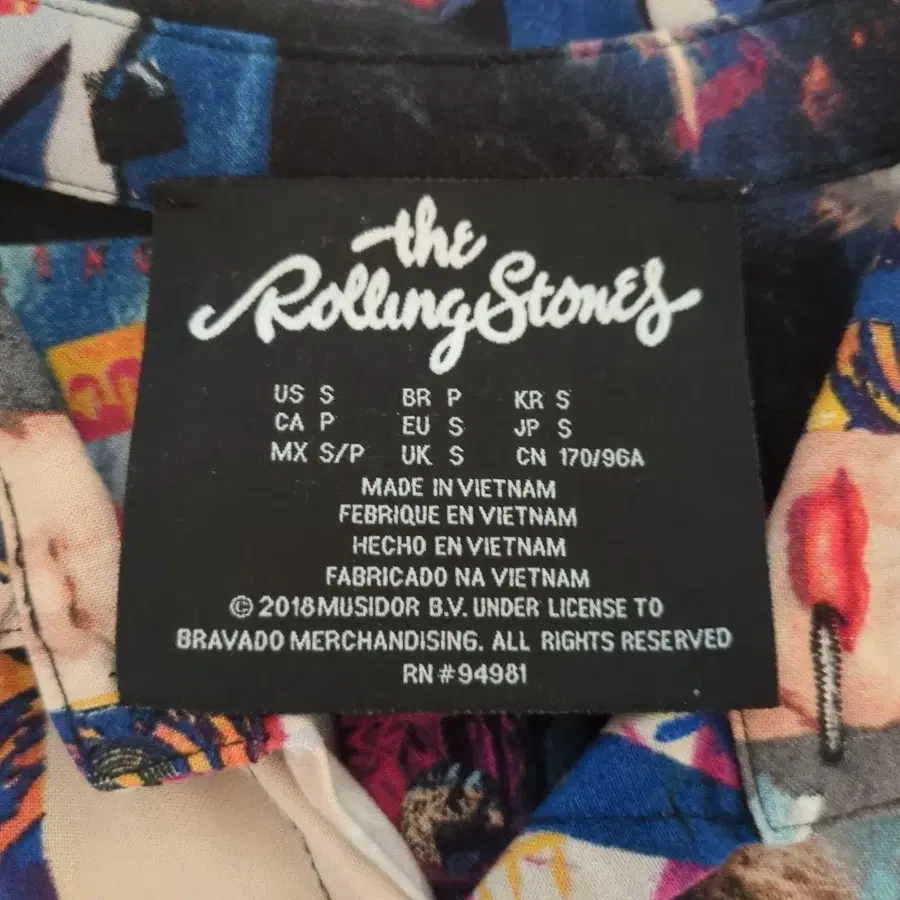 the
Rolling Stones
US S BR P KR S
CA P EU S JP S
MX S/P UK S CN 170/96A
MADE IN VIETNAM
FEBRIQUE EN VIETNAM
HECHO EN VIETNAM
FABRICADO NA VIETNAM
© 2018 MUSIDOR B.V. UNDER LICENSE TO
BRAVADO MERCHANDISING. ALL RIGHTS RESERVED
RN #94981